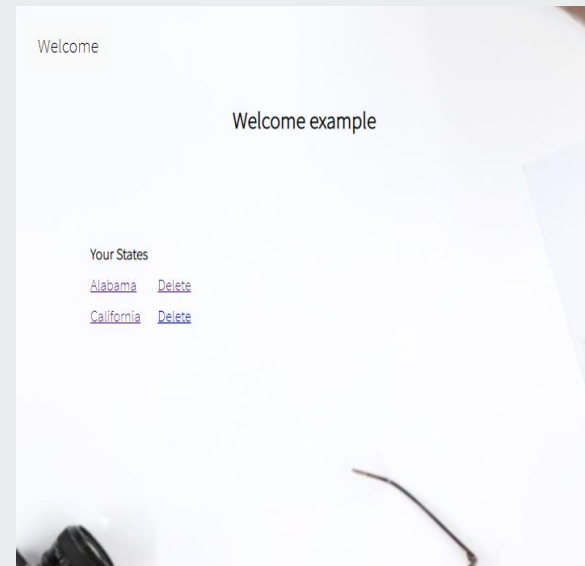 Welcome
Welcome example
Your States
Alabama Delete
California Delete